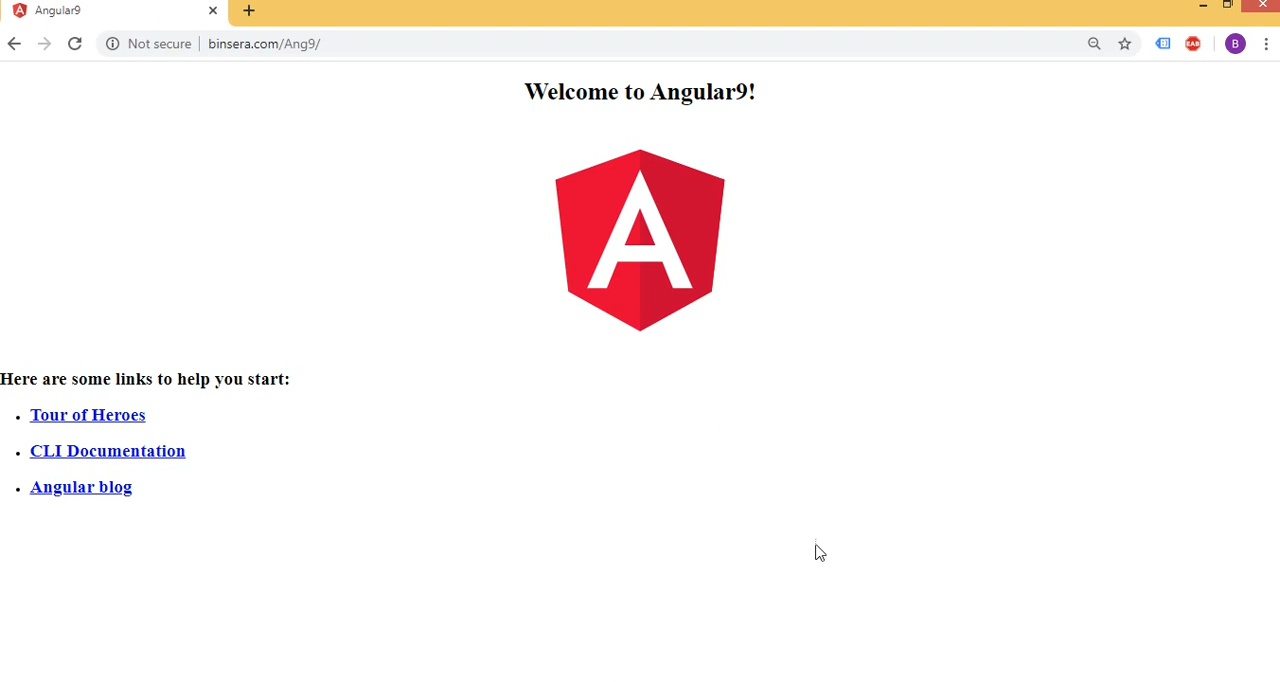 Angular9
Not secure
binsera.com/Ang9/
EAB
B
Welcome to Angular9!
A
Here are some links to help you start:
Tour of Heroes
CLI Documentation
Angular blog